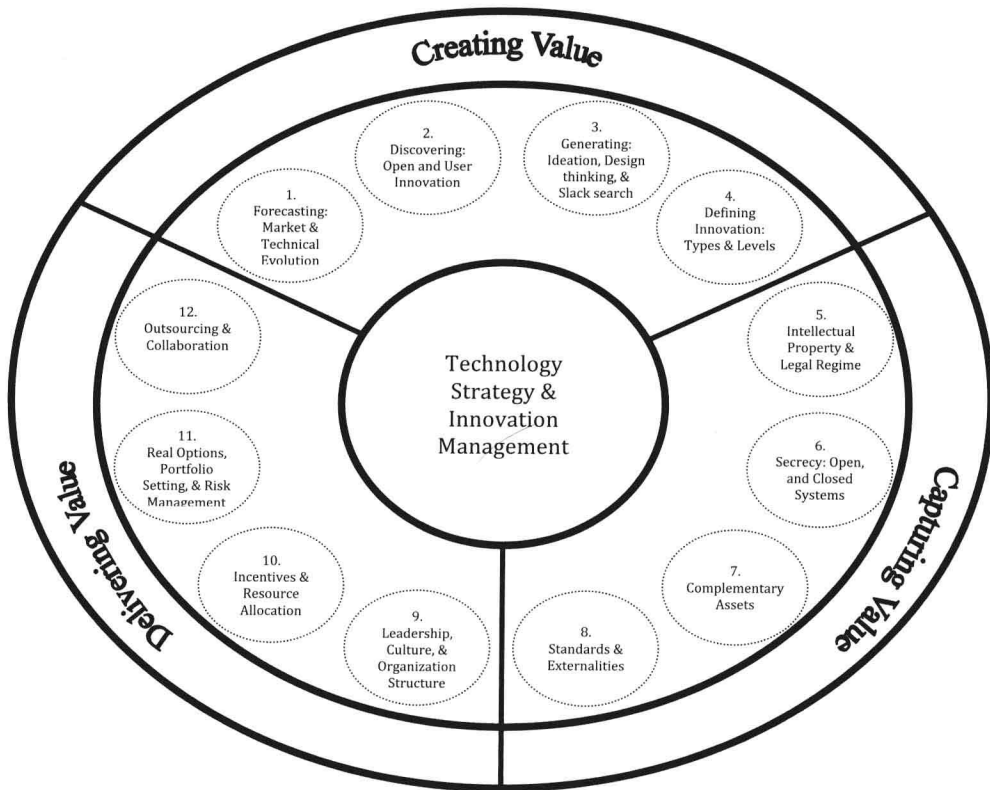 Creating Value
1.
Forecasting:
Market &
Technical
Evolution
2.
Discovering:
Open and User
Innovation
3.
Generating:
Ideation, Design
thinking, &
Slack search
4.
Defining
Innovation:
Types & Levels
Capturing Value
5.
Intellectual
Property &
Legal Regime
6.
Secrecy: Open,
and Closed
Systems
7.
Complementary
Assets
8.
Standards &
Externalities
Delivering Value
9.
Leadership,
Culture, &
Organization
Structure
10.
Incentives &
Resource
Allocation
11.
Real Options,
Portfolio
Setting, & Risk
Management
12.
Outsourcing &
Collaboration
Technology
Strategy &
Innovation
Management